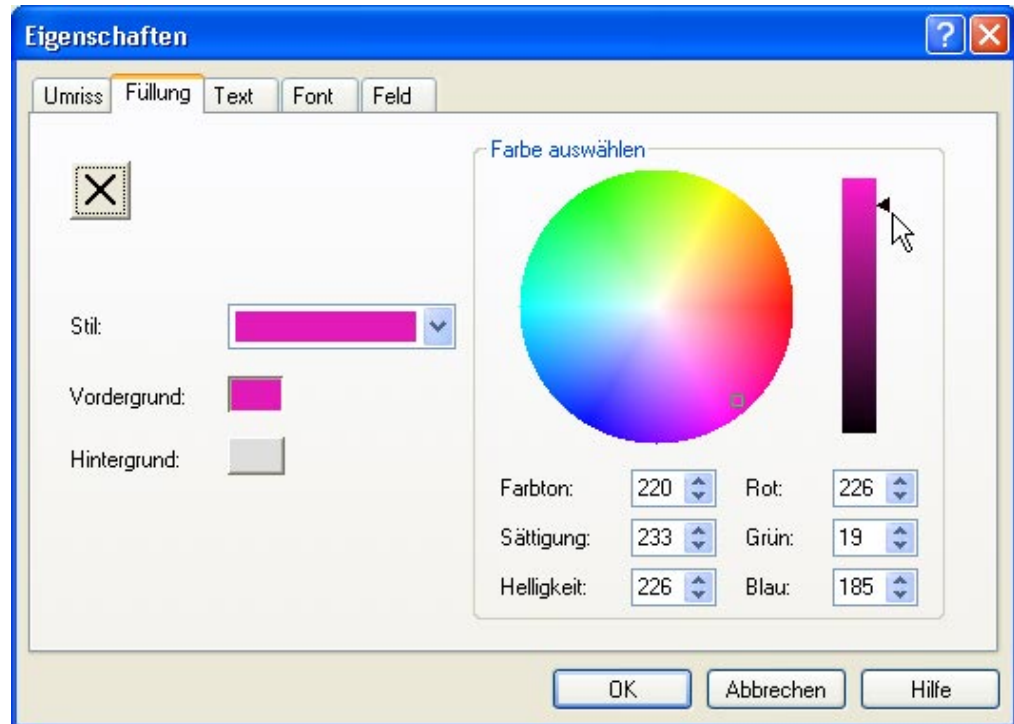 Eigenschaften
Umriss Füllung Text Font Feld
Farbe auswählen
Stil:
Vordergrund:
Hintergrund:
Farbton: 220 Rot: 226
Sättigung: 233 Grün: 19
Helligkeit: 226 Blau: 185
OK Abbrechen Hilfe